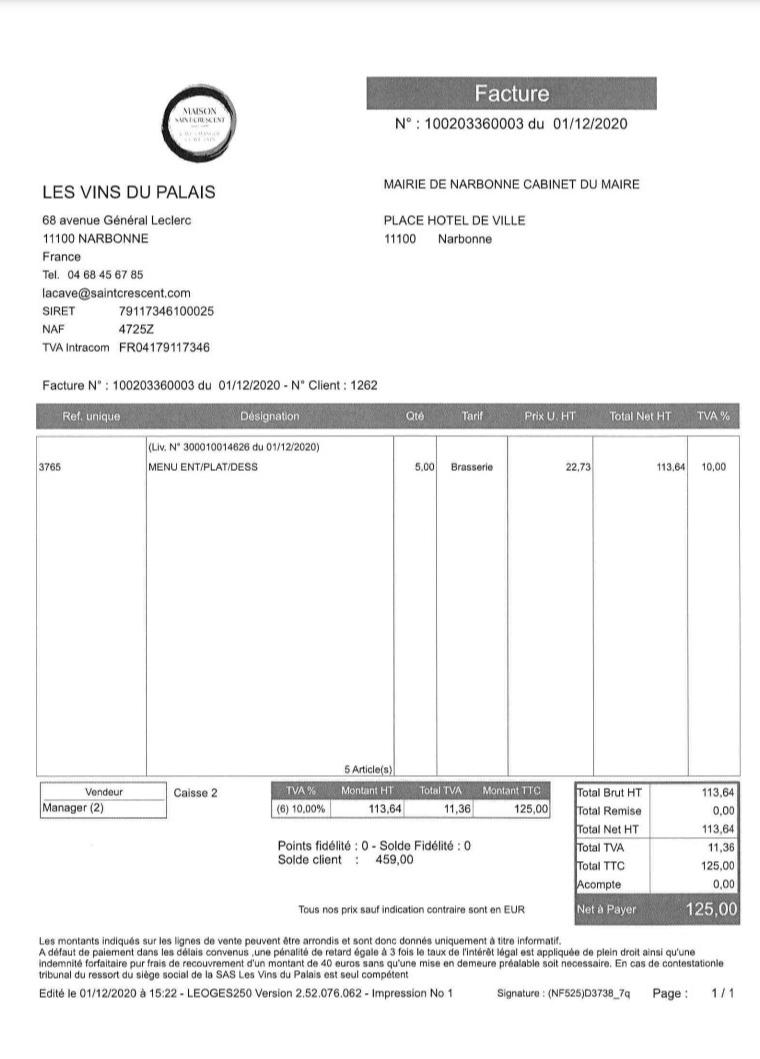 Facture
N° : 100203360003 du 01/12/2020
MAISON
SAINT-CRESCENT
LES VINS DU PALAIS
68 avenue Général Leclerc
11100 NARBONNE
France
Tel. 04 68 45 67 85
lacave@saintcrescent.com
SIRET 79117346100025
NAF 4725Z
TVA Intracom FR04179117346
MAIRIE DE NARBONNE CABINET DU MAIRE
PLACE HOTEL DE VILLE
11100 Narbonne
Facture N° : 100203360003 du 01/12/2020 - N° Client : 1262
Ref. unique Désignation Qté Tarif Prix U. HT Total Net HT TVA %
(Liv. N° 300010014626 du 01/12/2020)
3765 MENU ENT/PLAT/DESS 5,00 Brasserie 22,73 113,64 10,00
5 Article(s)
Vendeur
Manager (2)
Caisse 2
TVA % Montant HT Total TVA Montant TTC
(6) 10,00% 113,64 11,36 125,00
Points fidélité : 0 - Solde Fidélité : 0
Solde client : 459,00
Total Brut HT 113,64
Total Remise 0,00
Total Net HT 113,64
Total TVA 11,36
Total TTC 125,00
Acompte 0,00
Net à Payer 125,00
Tous nos prix sauf indication contraire sont en EUR
Les montants indiqués sur les lignes de vente peuvent être arrondis et sont donc donnés uniquement à titre informatif.
A défaut de paiement dans les délais convenus ,une pénalité de retard égale à 3 fois le taux de l'intérêt légal est appliquée de plein droit ainsi qu'une
indemnité forfaitaire pur frais de recouvrement d'un montant de 40 euros sans qu'une mise en demeure préalable soit necessaire. En cas de contestationle
tribunal du ressort du siège social de la SAS Les Vins du Palais est seul compétent
Edité le 01/12/2020 à 15:22 - LEOGES250 Version 2.52.076.062 - Impression No 1 Signature : (NF525)D3738_7q Page : 1 / 1